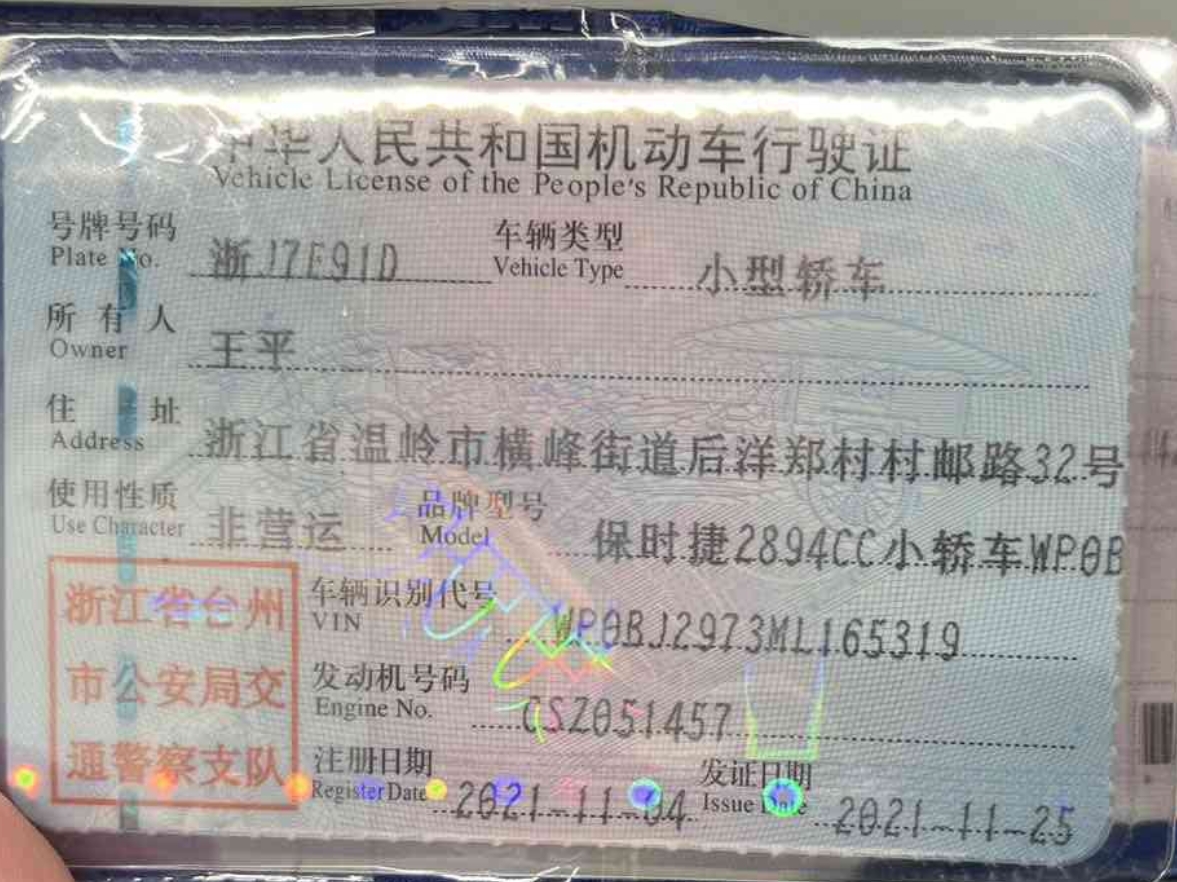 中华人民共和国机动车行驶证
Vehicle License of the People's Republic of China
号牌号码 浙J7F91D 车辆类型 小型轿车
Plate No. Vehicle Type
所有人 王平
Owner
住址 浙江省温岭市横峰街道后洋郑村村邮路32号
Address
使用性质 非营运 品牌型号 保时捷2894CC小轿车WP0B
Use Character Model
浙江省台州
市公安局交
通警察支队
车辆识别代号 WP0BJ2973ML165319
VIN
发动机号码 CSZ051457
Engine No.
注册日期 2021-11-04 发证日期 2021-11-25
Register Date Issue Date